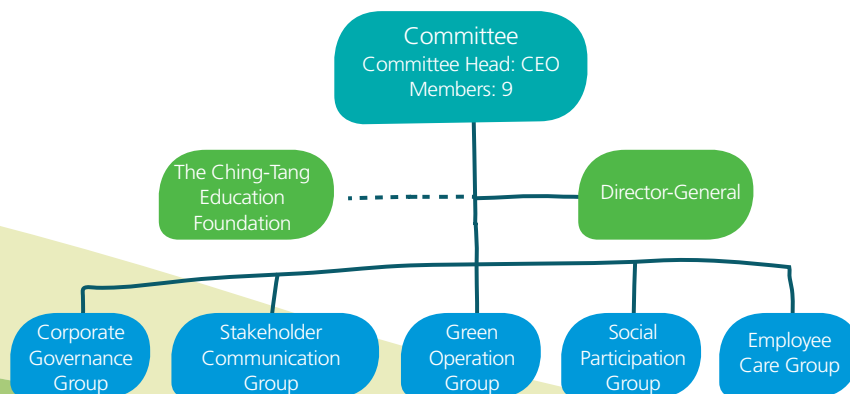 Committee
Committee Head: CEO
Members: 9
The Ching-Tang
Education
Foundation
Director-General
Corporate
Governance
Group
Stakeholder
Communication
Group
Green
Operation
Group
Social
Participation
Group
Employee
Care Group